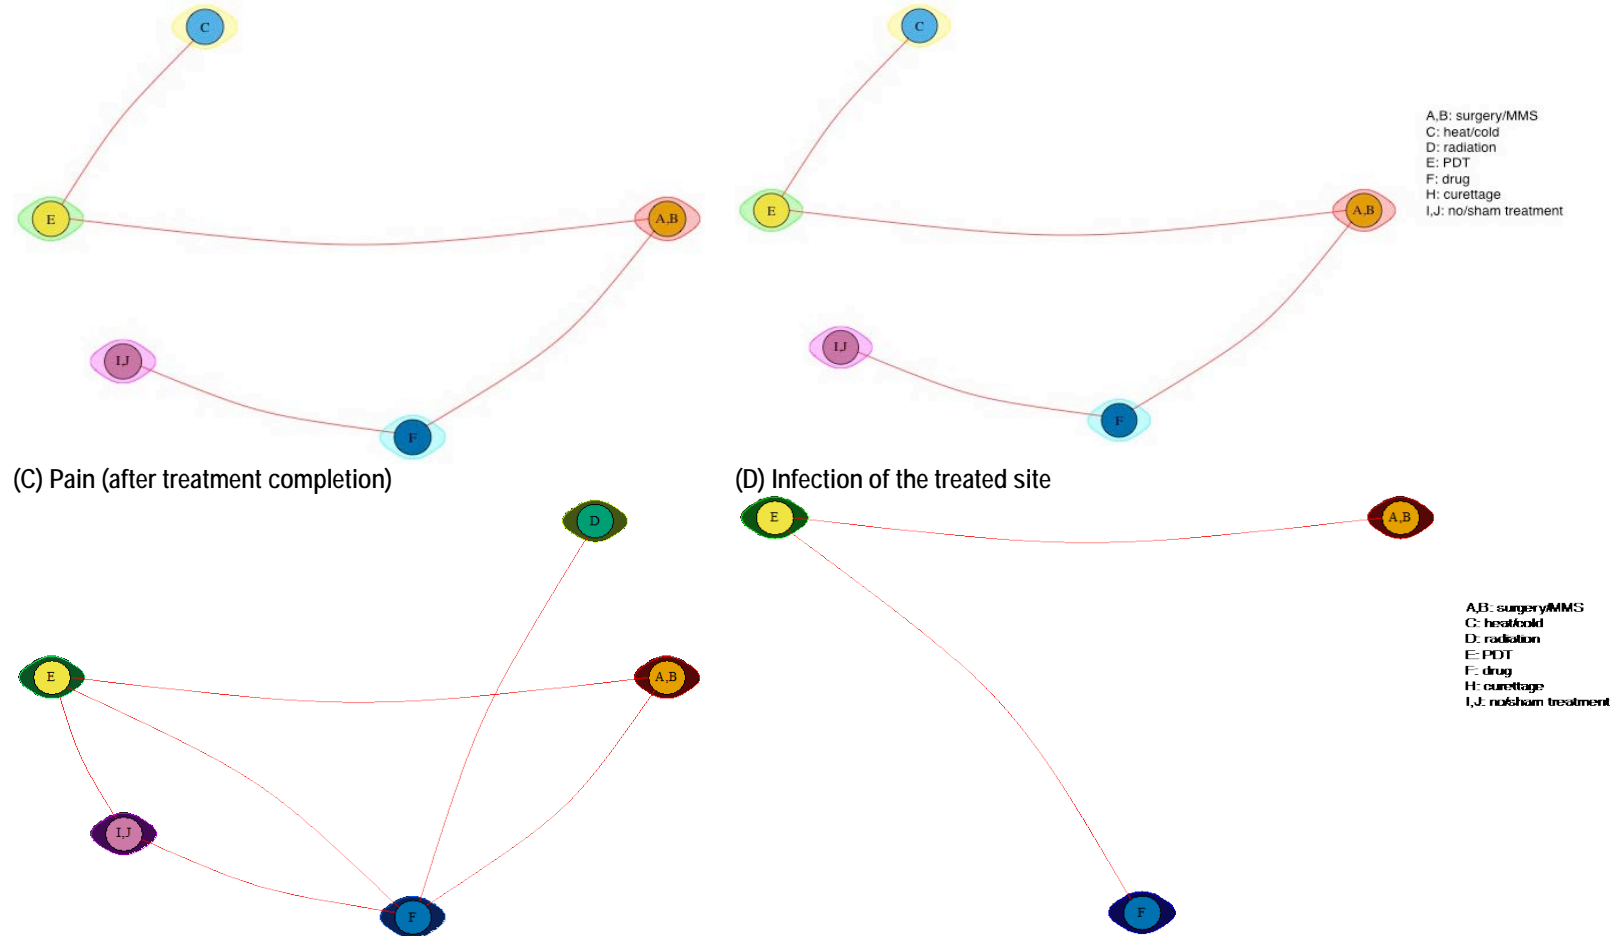 C
C
A,B: surgery/MMS
C: heat/cold
D: radiation
E: PDT
F: drug
H: curettage
I,J: no/sham treatment
E
A,B
E
A,B
I,J
I,J
F
F
(C) Pain (after treatment completion)
(D) Infection of the treated site
D
E
A,B
A,B: surgery/MMS
C: heat/cold
D: radiation
E: PDT
F: drug
H: curettage
I,J: no/sham treatment
E
A,B
I,J
F
F